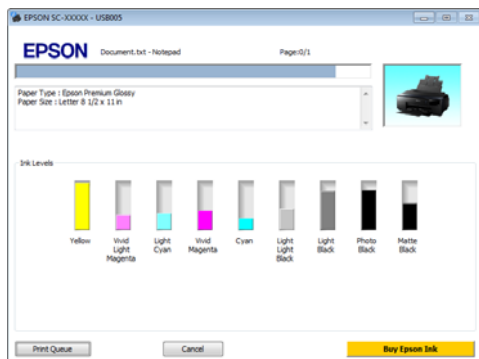 EPSON SC-XXXXX - USB005
EPSON
Document.txt - Notepad
Page:0/1
Paper Type : Epson Premium Glossy
Paper Size : Letter 8 1/2 x 11 in
Ink Levels
Yellow
Vivid
Light
Magenta
Light
Cyan
Vivid
Magenta
Cyan
Light
Light
Black
Light
Black
Photo
Black
Matte
Black
Print Queue
Cancel
Buy Epson Ink